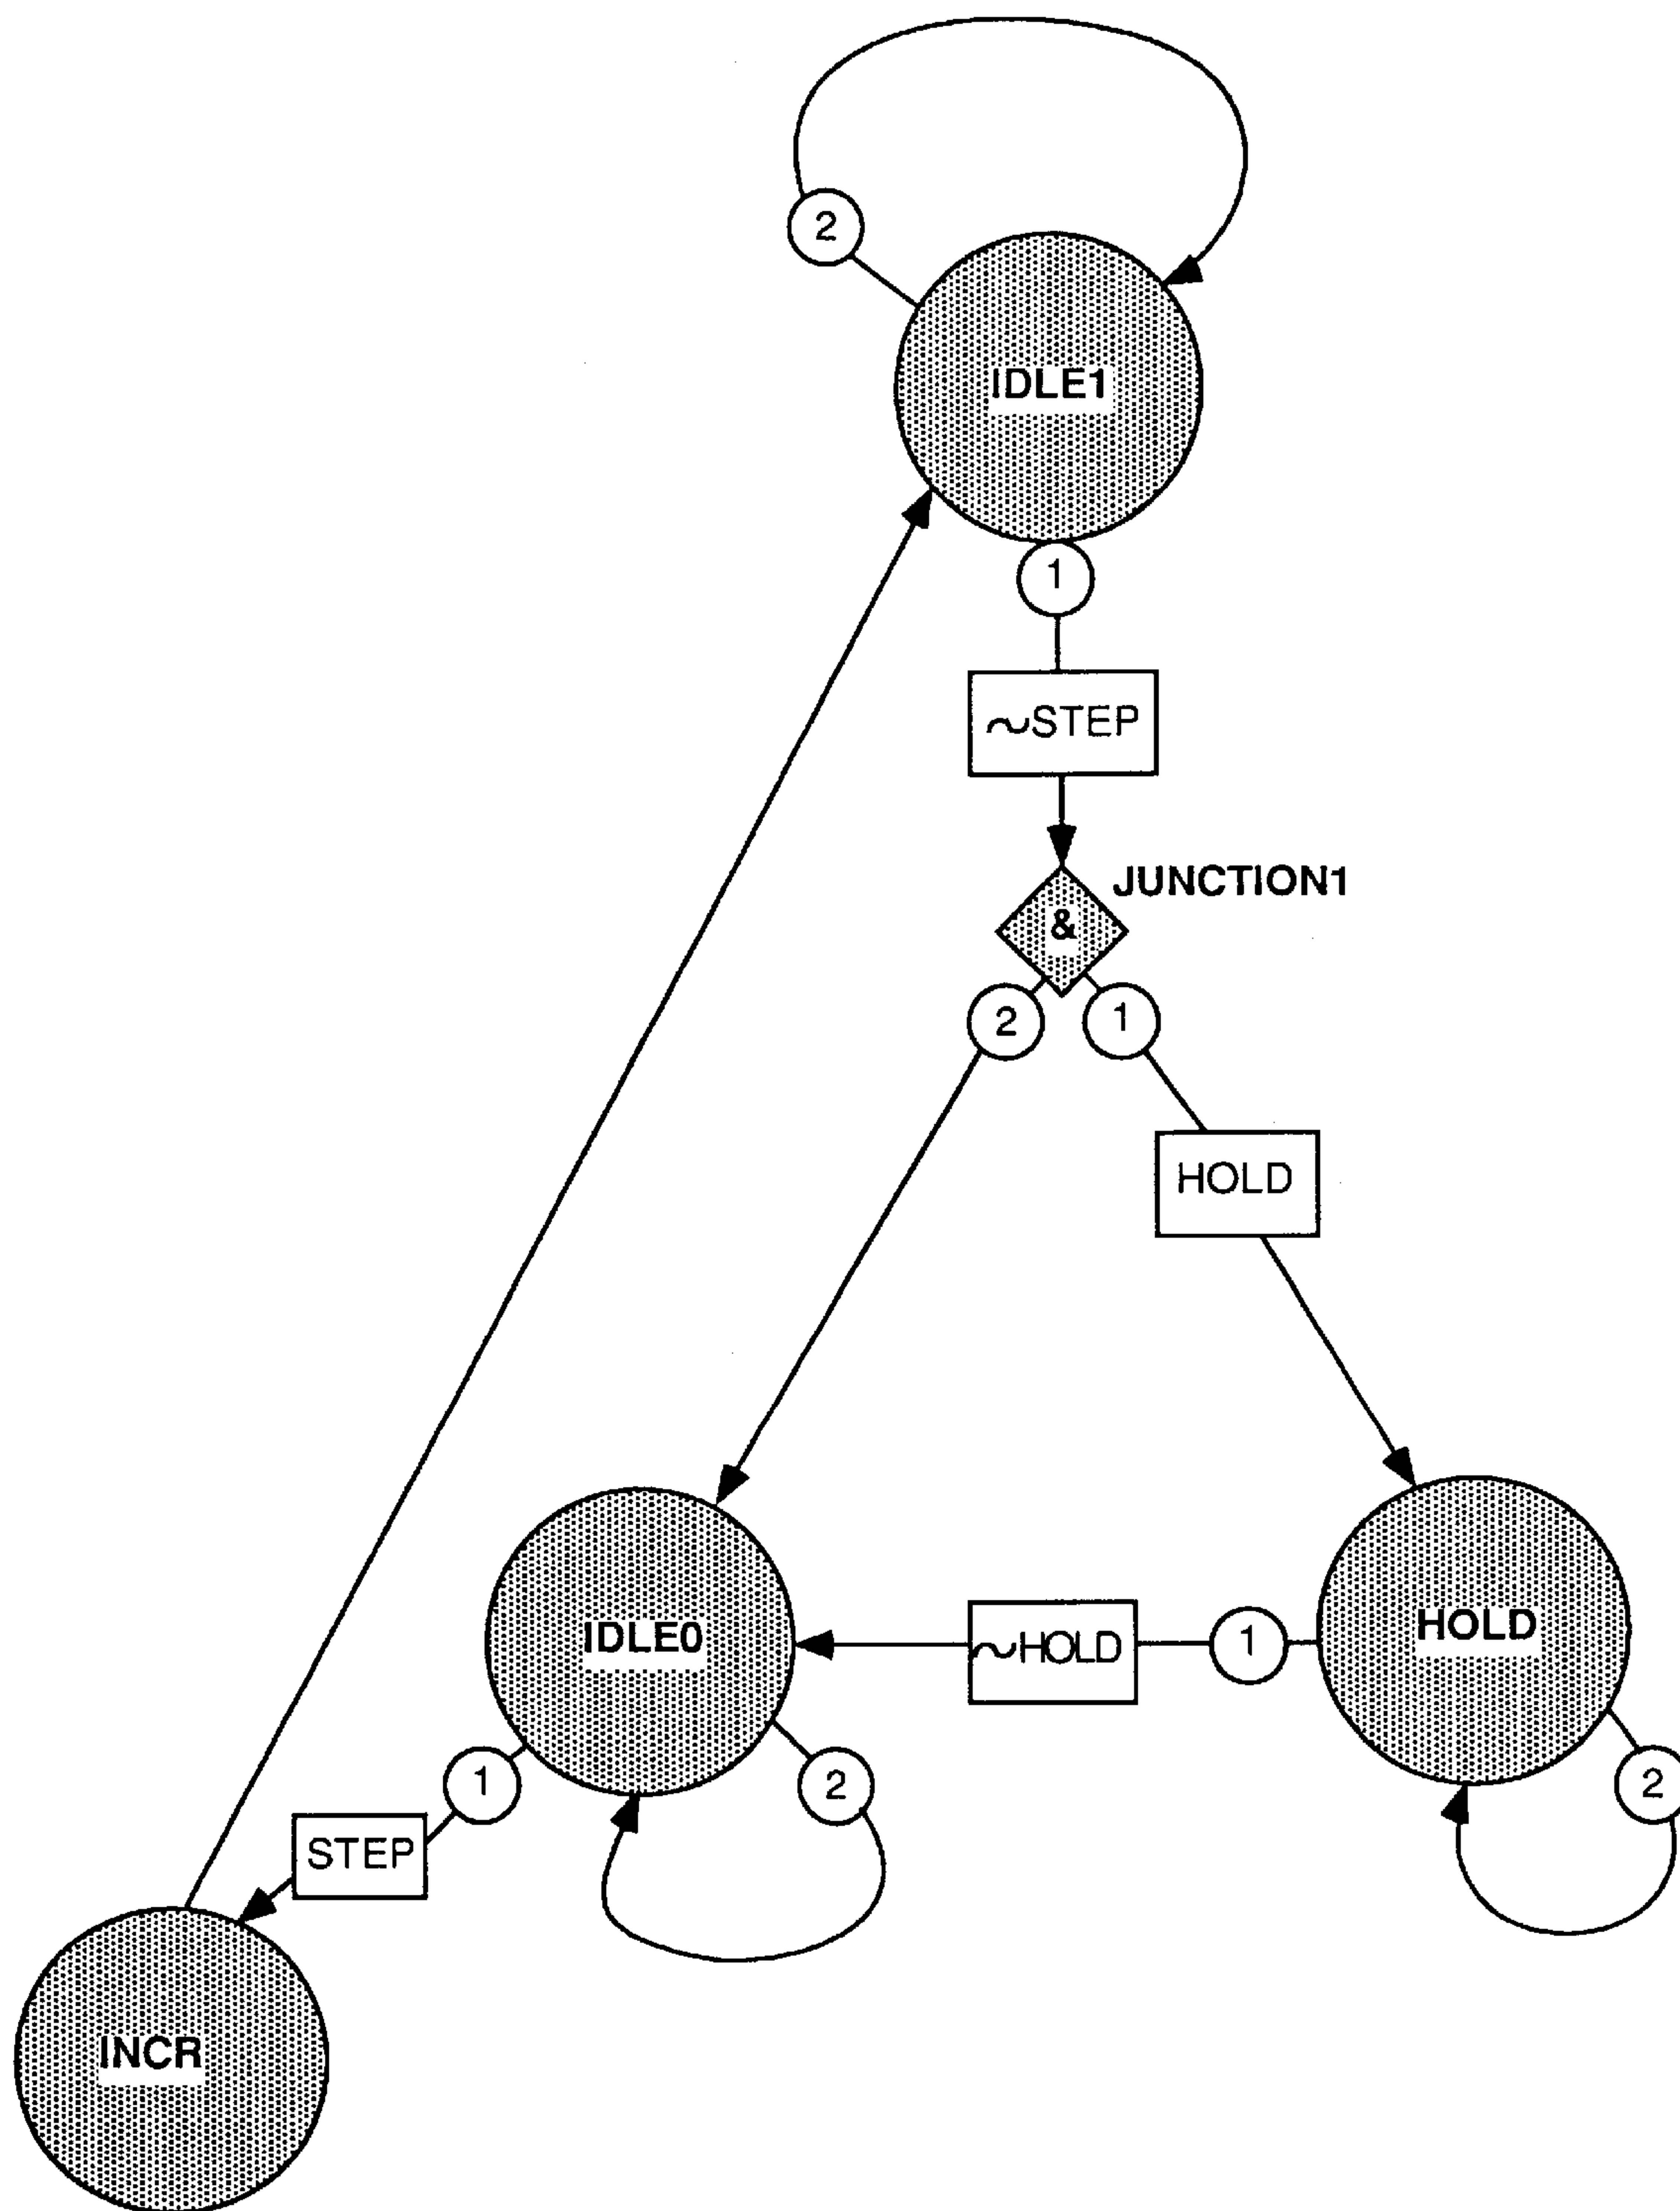 2
IDLE1
1
~STEP
JUNCTION1
&
2
1
HOLD
IDLE0
~HOLD
1
HOLD
1
2
2
STEP
INCR